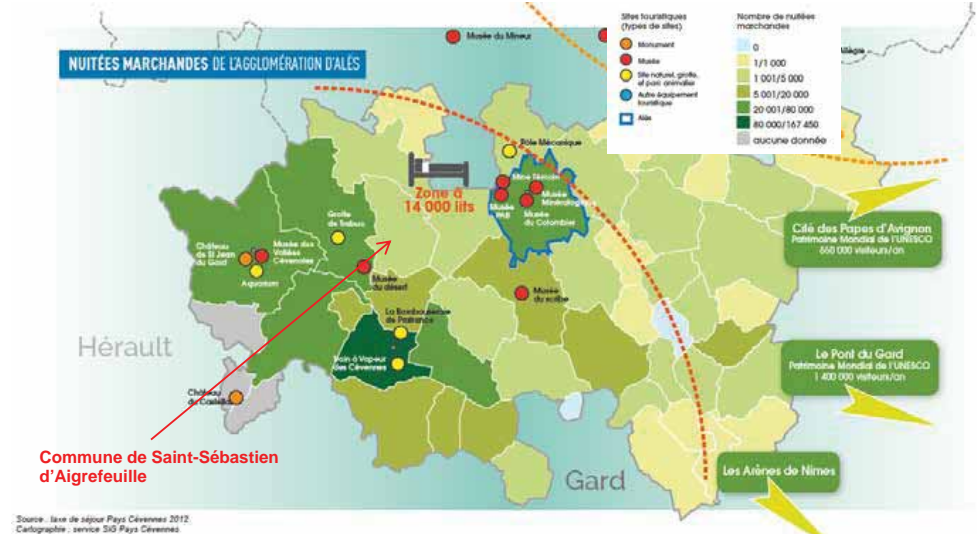 NUITÉES MARCHANDES DE L'AGGLOMÉRATION D'ALÈS
Musée du Mineur
Sites touristiques
(types de sites)
Monument
Musée
Site naturel, grotte,
et parc animalier
Autre équipement
touristique
Alès
Nombre de nuitées
marchandes
0
1/1 000
1 001/5 000
5 001/20 000
20 001/80 000
80 000/167 450
aucune donnée
Allègre
Pôle Mécanique
Zone à
14 000 lits
Mine Témoin
Musée
Minéralogie
Musée
PAB
Musée
du Colombier
Grotte
de Trabuc
Château
de St Jean
du Gard
Musée des
Vallées
Cévenoles
Aquarium
Musée
du désert
Musée
du scribe
La Bambouseraie
de Prafrance
Train à Vapeur
des Cévennes
Hérault
Château
du Castellas
Commune de Saint-Sébastien
d'Aigrefeuille
Gard
Cité des Papes d'Avignon
Patrimoine Mondial de l'UNESCO
650 000 visiteurs/an
Le Pont du Gard
Patrimoine Mondial de l'UNESCO
1 400 000 visiteurs/an
Les Arènes de Nîmes
Source : taxe de séjour Pays Cévennes 2012
Cartographie : service SIG Pays Cévennes